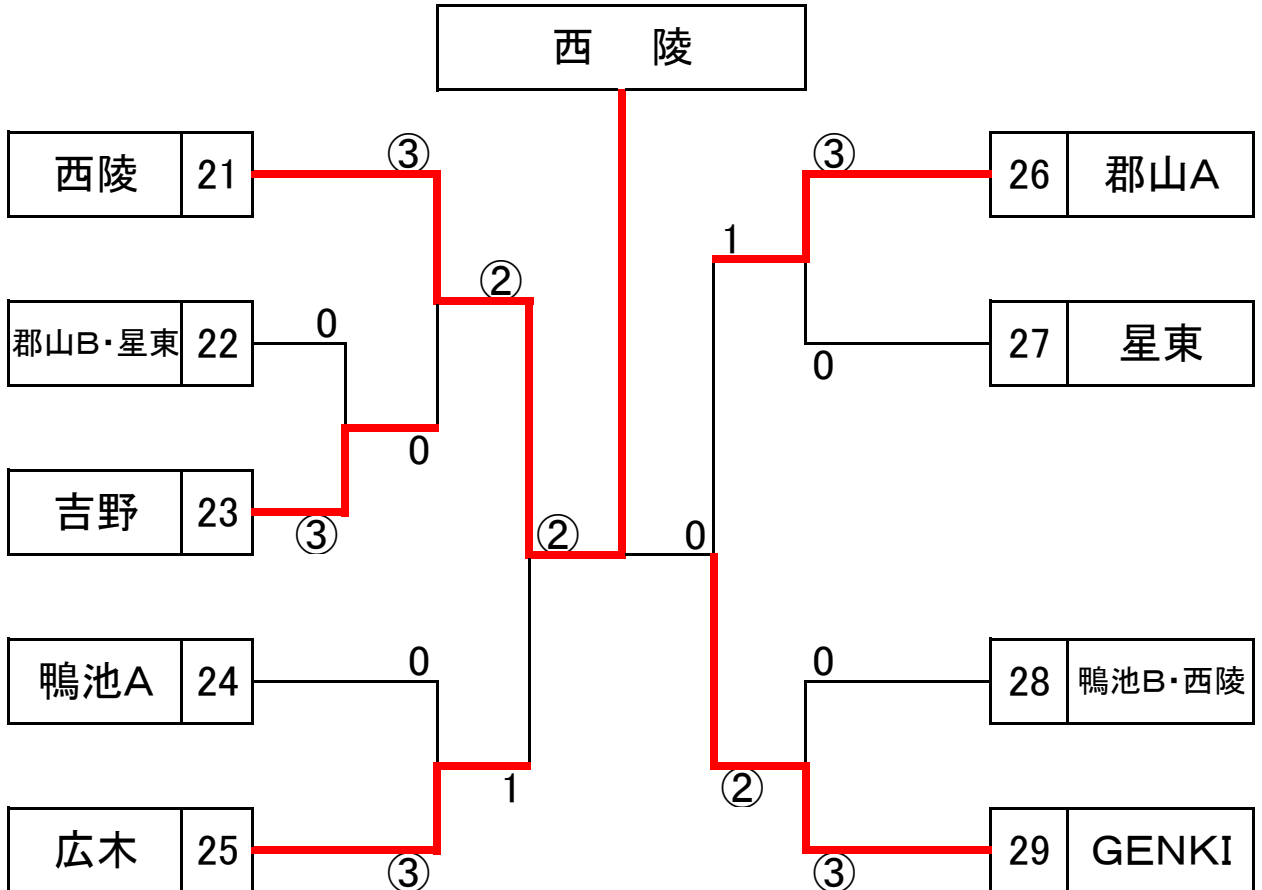 西 陵
西陵 21 ③ ③ 26 郡山A
1
②
郡山B・星東 22 0 27 星東
0
0
吉野 23 ③ ② 0
鴨池A 24 0 0 28 鴨池B・西陵
1 ②
広木 25 ③ ③ 29 GENKI